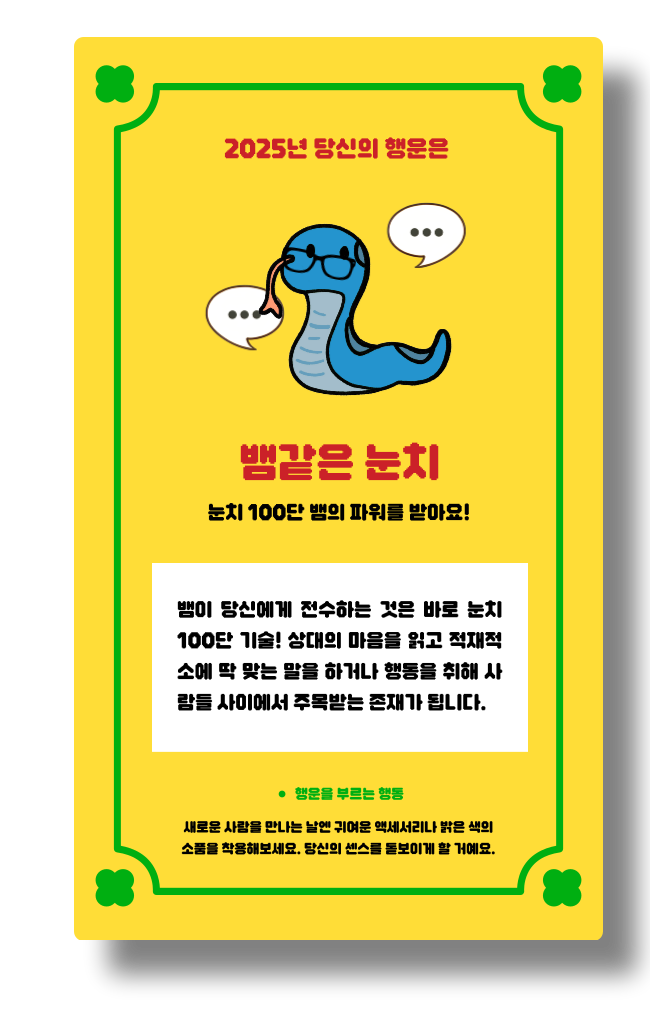 2025년 당신의 행운은
뱀같은 눈치
눈치 100단 뱀의 파워를 받아요!
뱀이 당신에게 전수하는 것은 바로 눈치
100단 기술! 상대의 마음을 읽고 적재적
소에 딱 맞는 말을 하거나 행동을 취해 사
람들 사이에서 주목받는 존재가 됩니다.
• 행운을 부르는 행동
새로운 사람을 만나는 날엔 귀여운 액세서리나 밝은 색의
소품을 착용해보세요. 당신의 센스를 돋보이게 할 거예요.